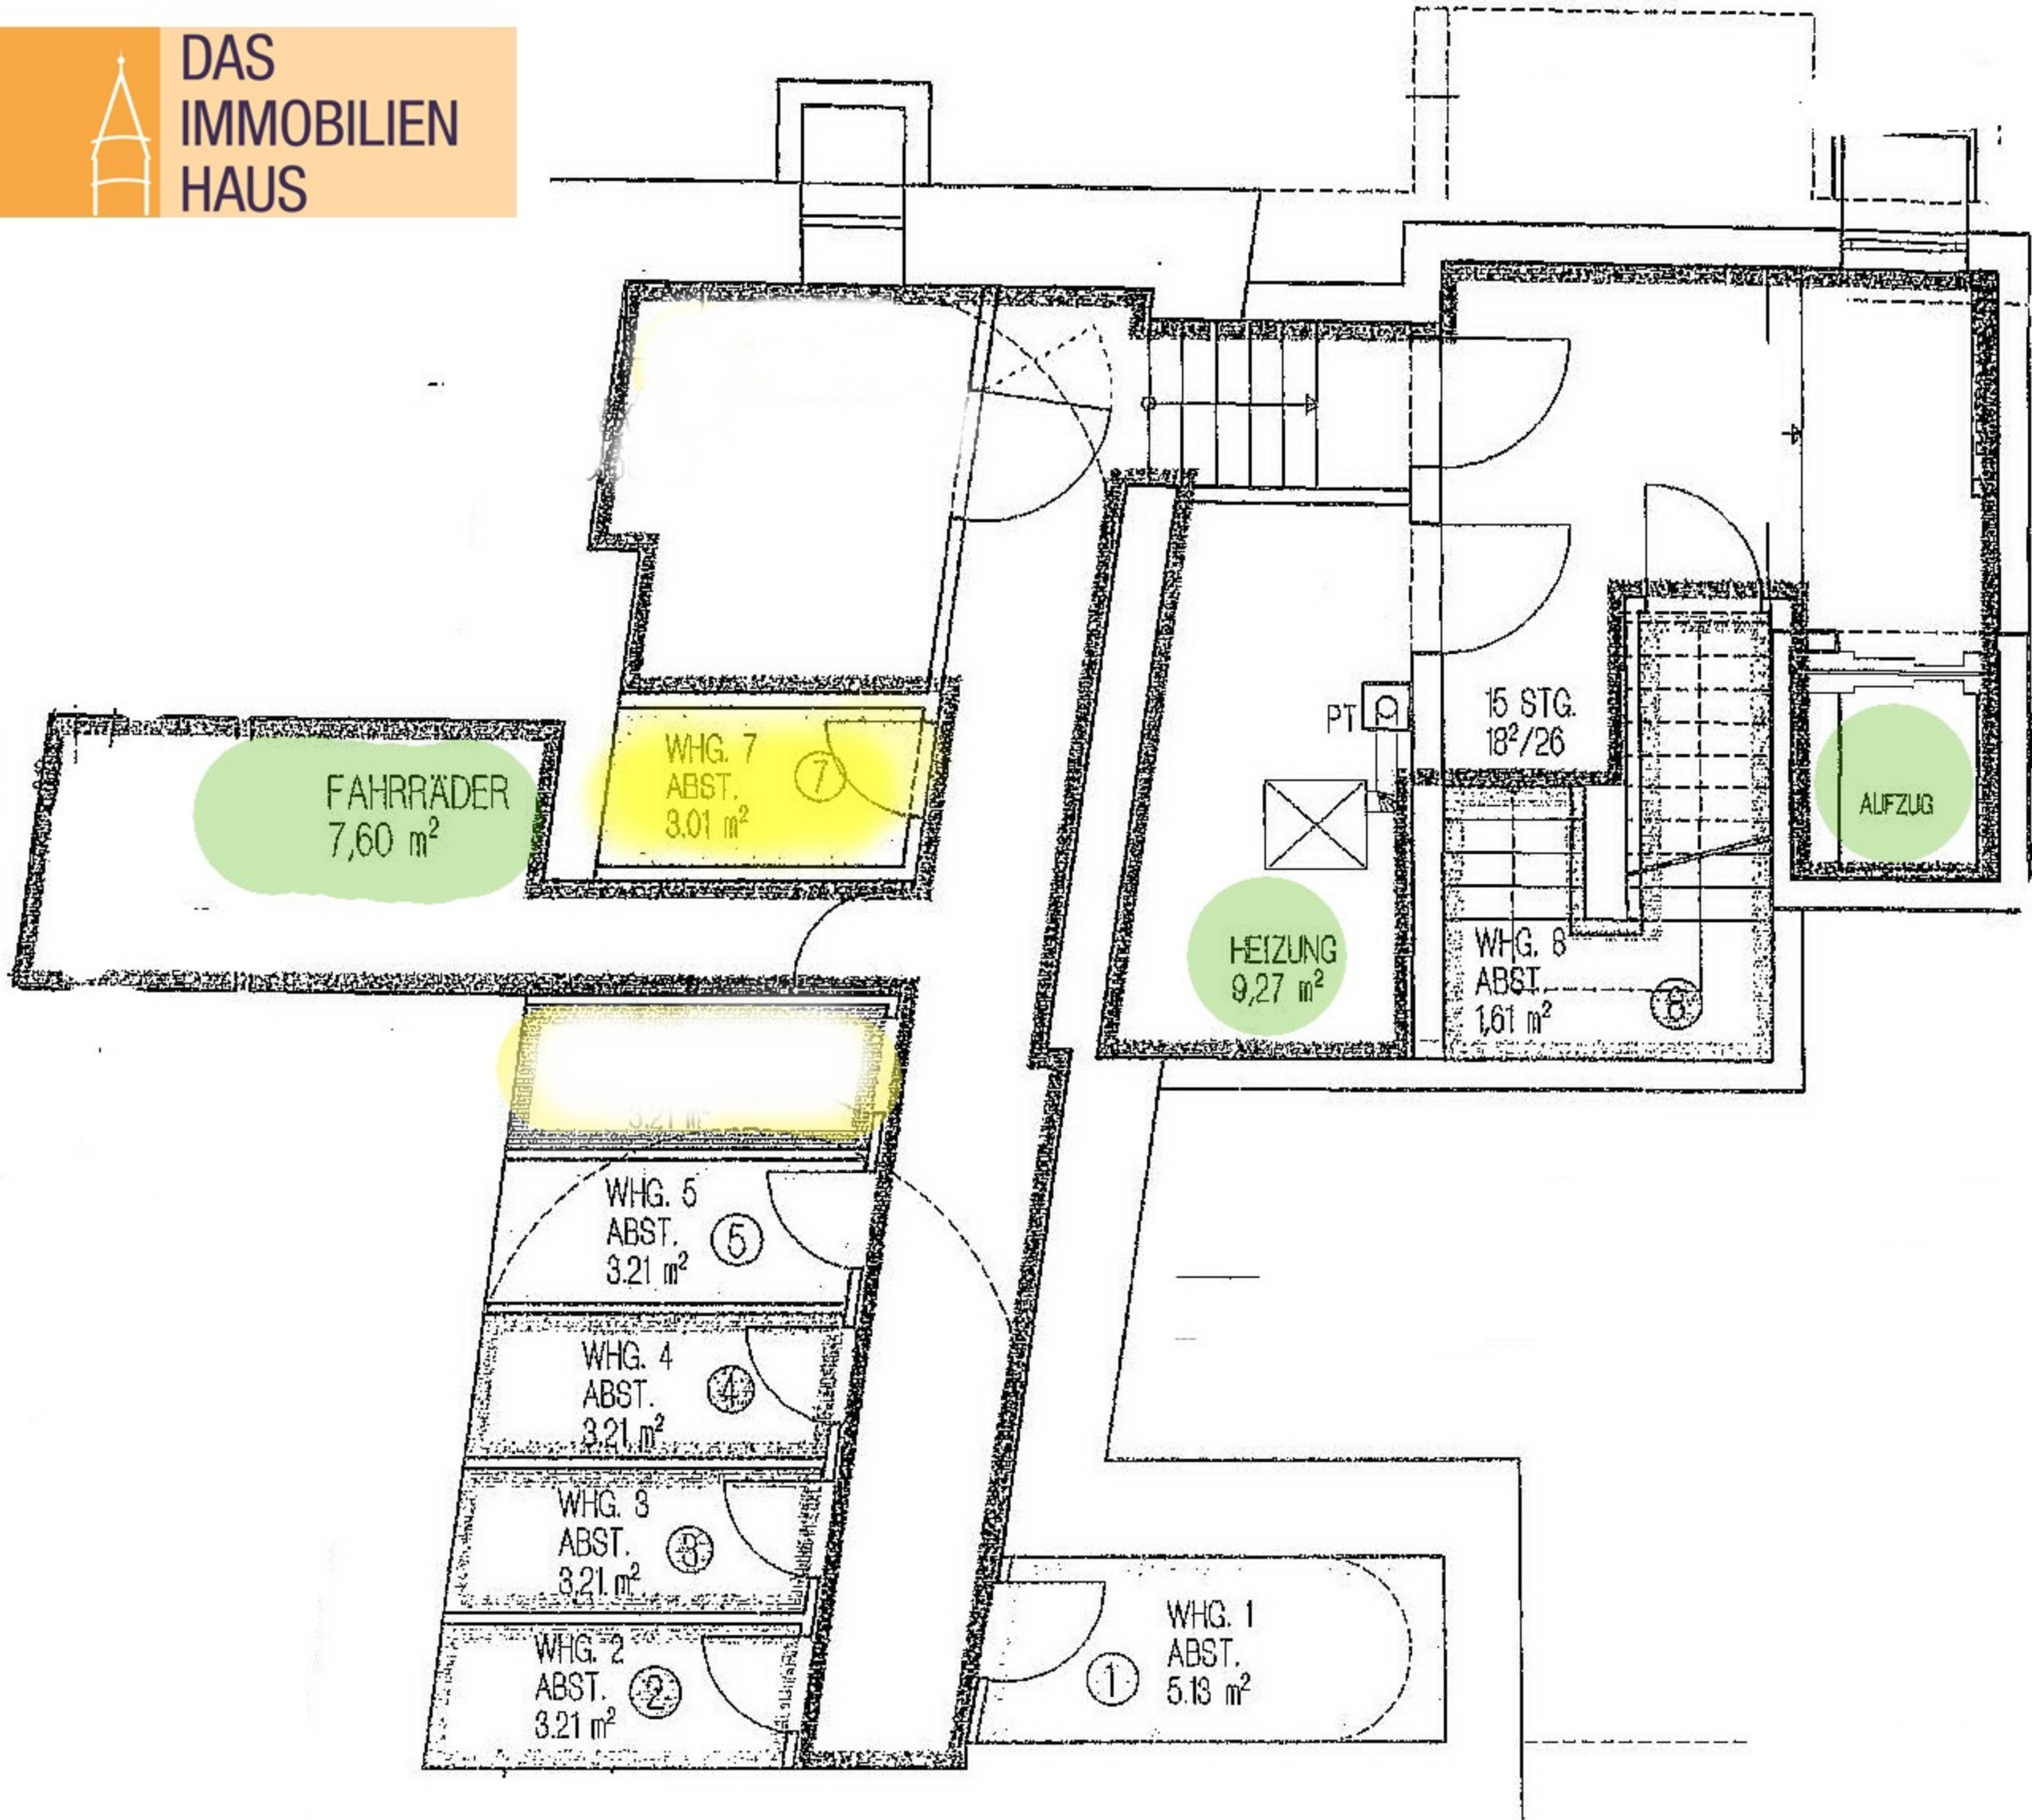 DAS
IMMOBILIEN
HAUS
15 STG.
18²/26
PT
WHG. 7
ABST.
3.01 m²
7
FAHRRÄDER
7,60 m²
AUFZUG
HEIZUNG
9,27 m²
WHG. 8
ABST.
1,61 m²
8
3.21 m²
WHG. 5
ABST.
3.21 m²
5
WHG. 4
ABST.
3.21 m²
4
WHG. 3
ABST.
3.21 m²
3
WHG. 2
ABST.
3.21 m²
2
WHG. 1
ABST.
5.13 m²
1